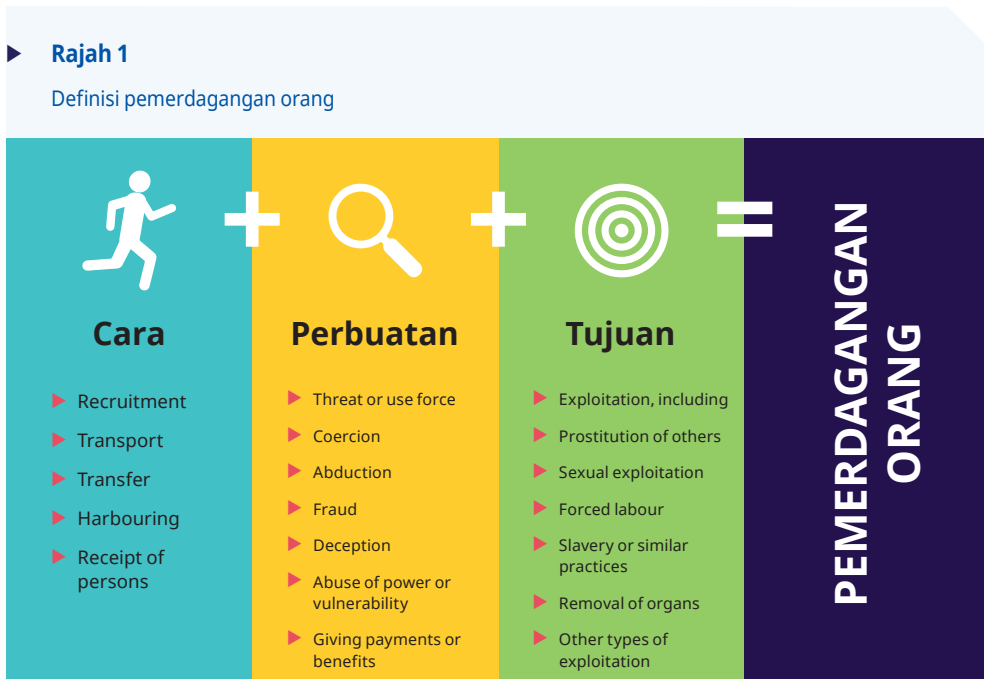 Rajah 1
Definisi pemerdagangan orang
Cara
Recruitment
Transport
Transfer
Harbouring
Receipt of
persons
Perbuatan
Threat or use force
Coercion
Abduction
Fraud
Deception
Abuse of power or
vulnerability
Giving payments or
benefits
Tujuan
Exploitation, including
Prostitution of others
Sexual exploitation
Forced labour
Slavery or similar
practices
Removal of organs
Other types of
exploitation
PEMERDAGANGAN
ORANG